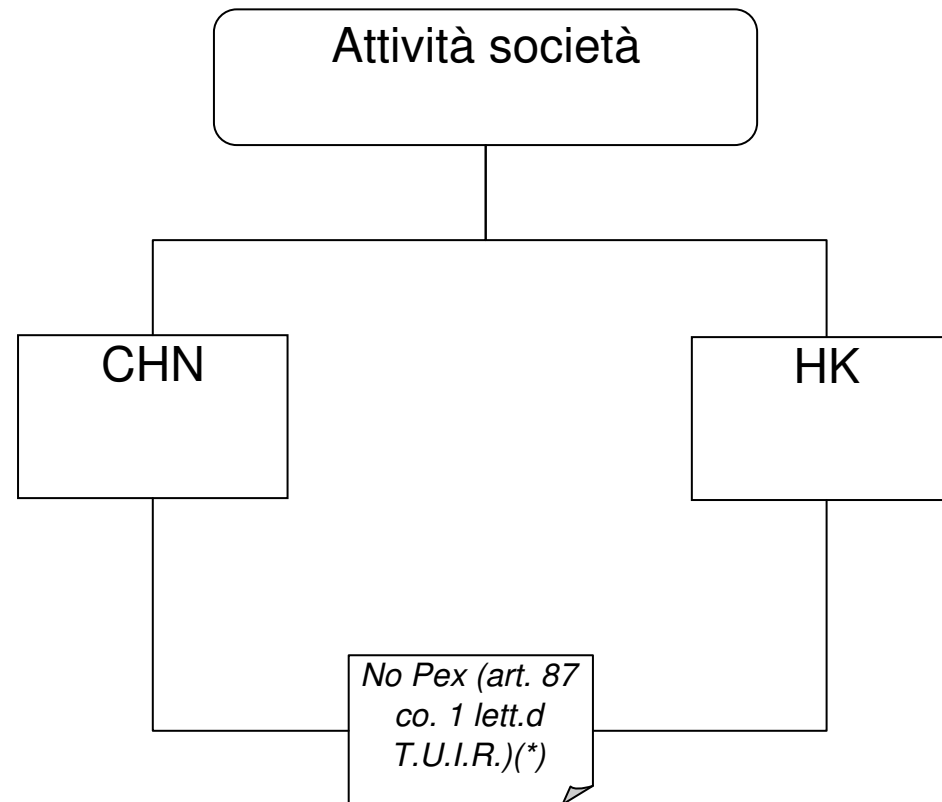 Attività società
CHN
HK
No Pex (art. 87
co. 1 lett.d
T.U.I.R.)(*)